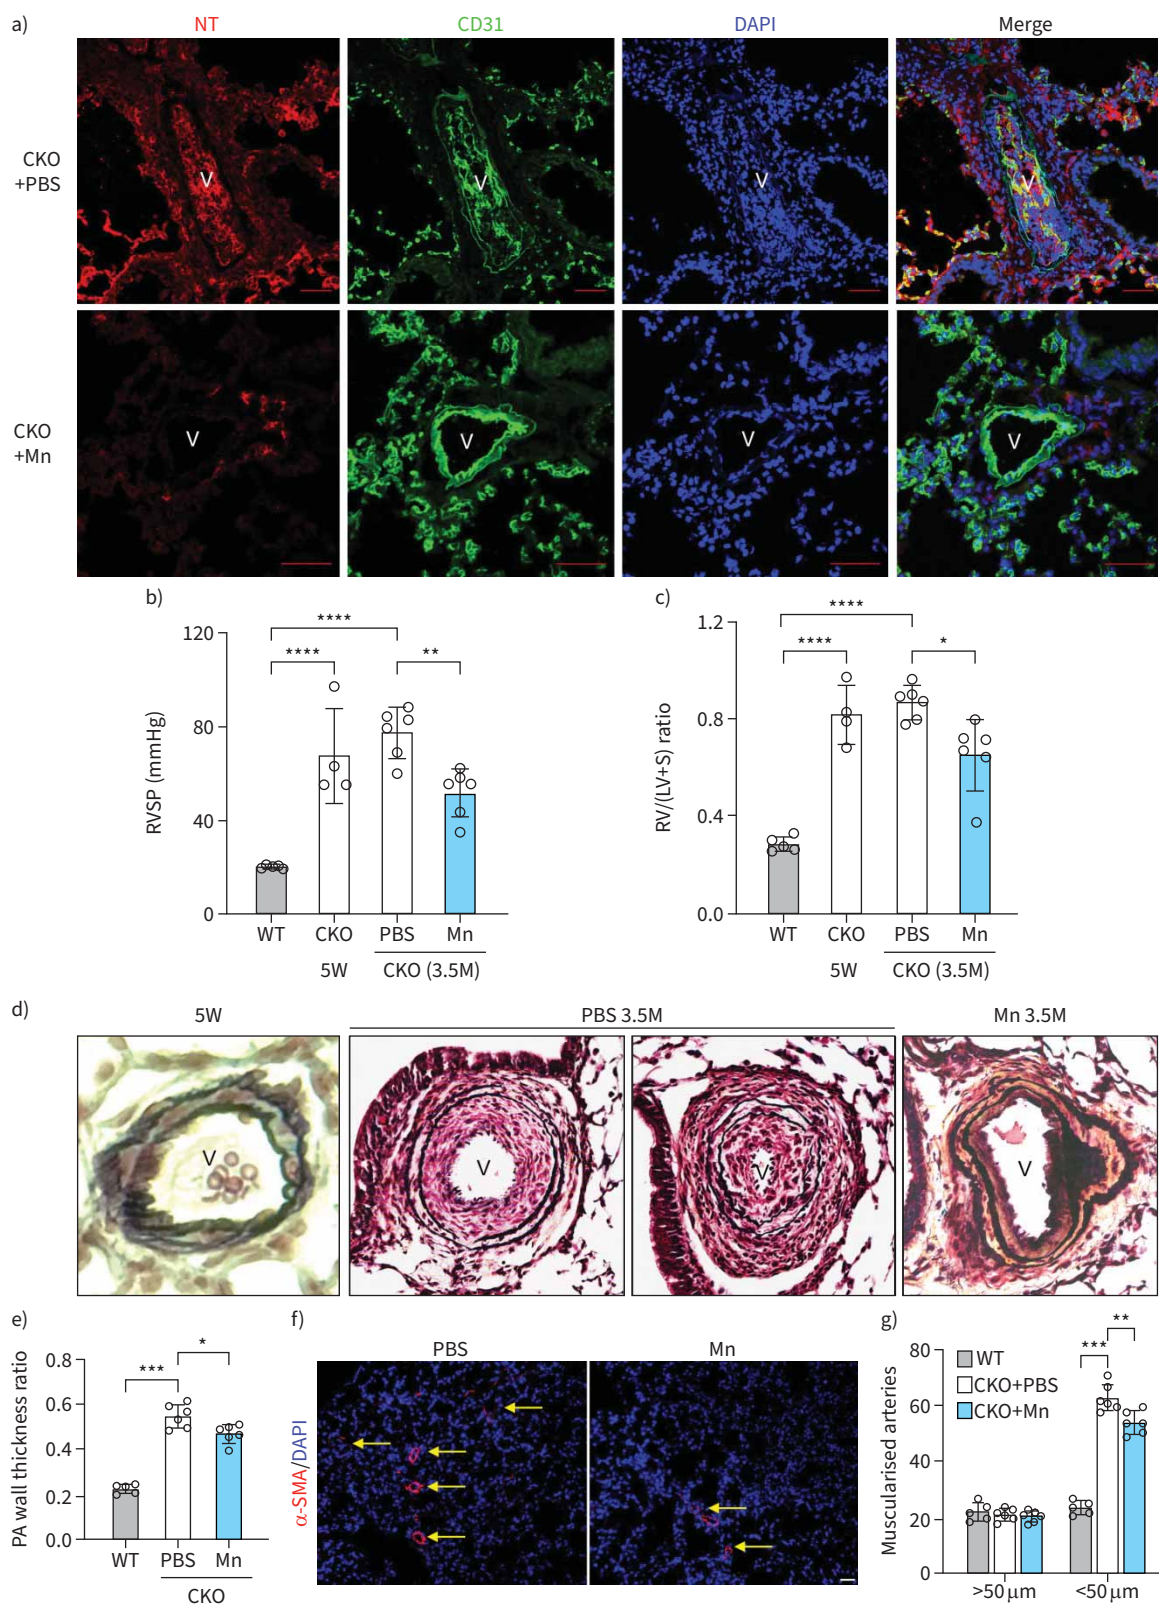 a)
NT CD31 DAPI Merge
CKO
+PBS
V V V V
CKO
+Mn
V V V V
b)
RVSP (mmHg)
120
80
40
0
**** **** **
WT CKO PBS Mn
5W CKO (3.5M)
c)
RV/(LV+S) ratio
1.2
0.8
0.4
0.0
**** **** *
WT CKO PBS Mn
5W CKO (3.5M)
d)
5W PBS 3.5M Mn 3.5M
V V V V
e)
PA wall thickness ratio
0.8
0.6
0.4
0.2
0.0
*** *
WT PBS Mn
CKO
f)
PBS Mn
α-SMA/DAPI
g)
Muscularised arteries
80
60
40
20
0
WT
CKO+PBS
CKO+Mn
*** **
>50 μm <50 μm